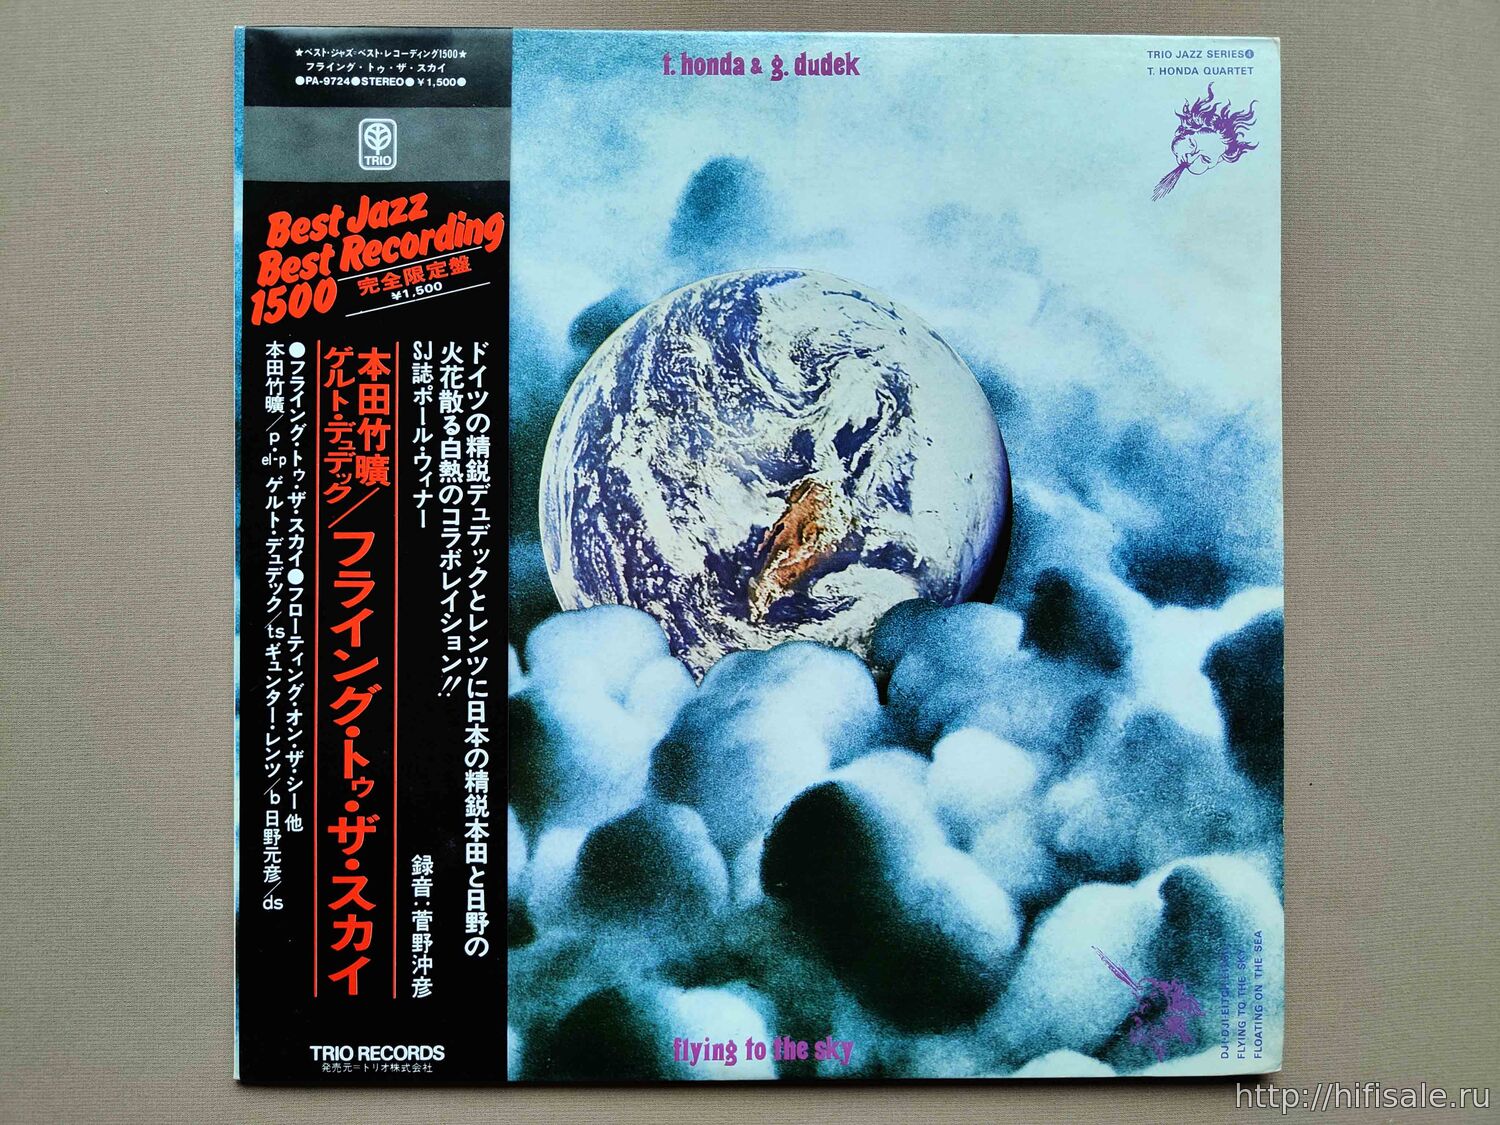 ★ベスト・ジャズ=ベスト・レコーディング1500★
フライング・トゥ・ザ・スカイ
●PA-9724●STEREO●¥1,500●
TRIO
Best Jazz
Best Recording
1500
完全限定盤
¥1,500
ドイツの精鋭デュデックとレンツに日本の精鋭本田と日野の
火花散る白熱のコラボレイション!!
SJ誌ポール・ウィナー
録音：菅野沖彦
本田竹曠／
ゲルト・デュデック／
フライング・トゥ・ザ・スカイ
●フライング・トゥ・ザ・スカイ●フローティング・オン・ザ・シー他
本田竹曠／p・el-p ゲルト・デュデック／ts ギュンター・レンツ／b 日野元彦／ds
TRIO RECORDS
発売元=トリオ株式会社
t. honda & g. dudek
TRIO JAZZ SERIES❹
T. HONDA QUARTET
flying to the sky
FLYING TO THE SKY
FLOATING ON THE SEA
http://hifisale.ru